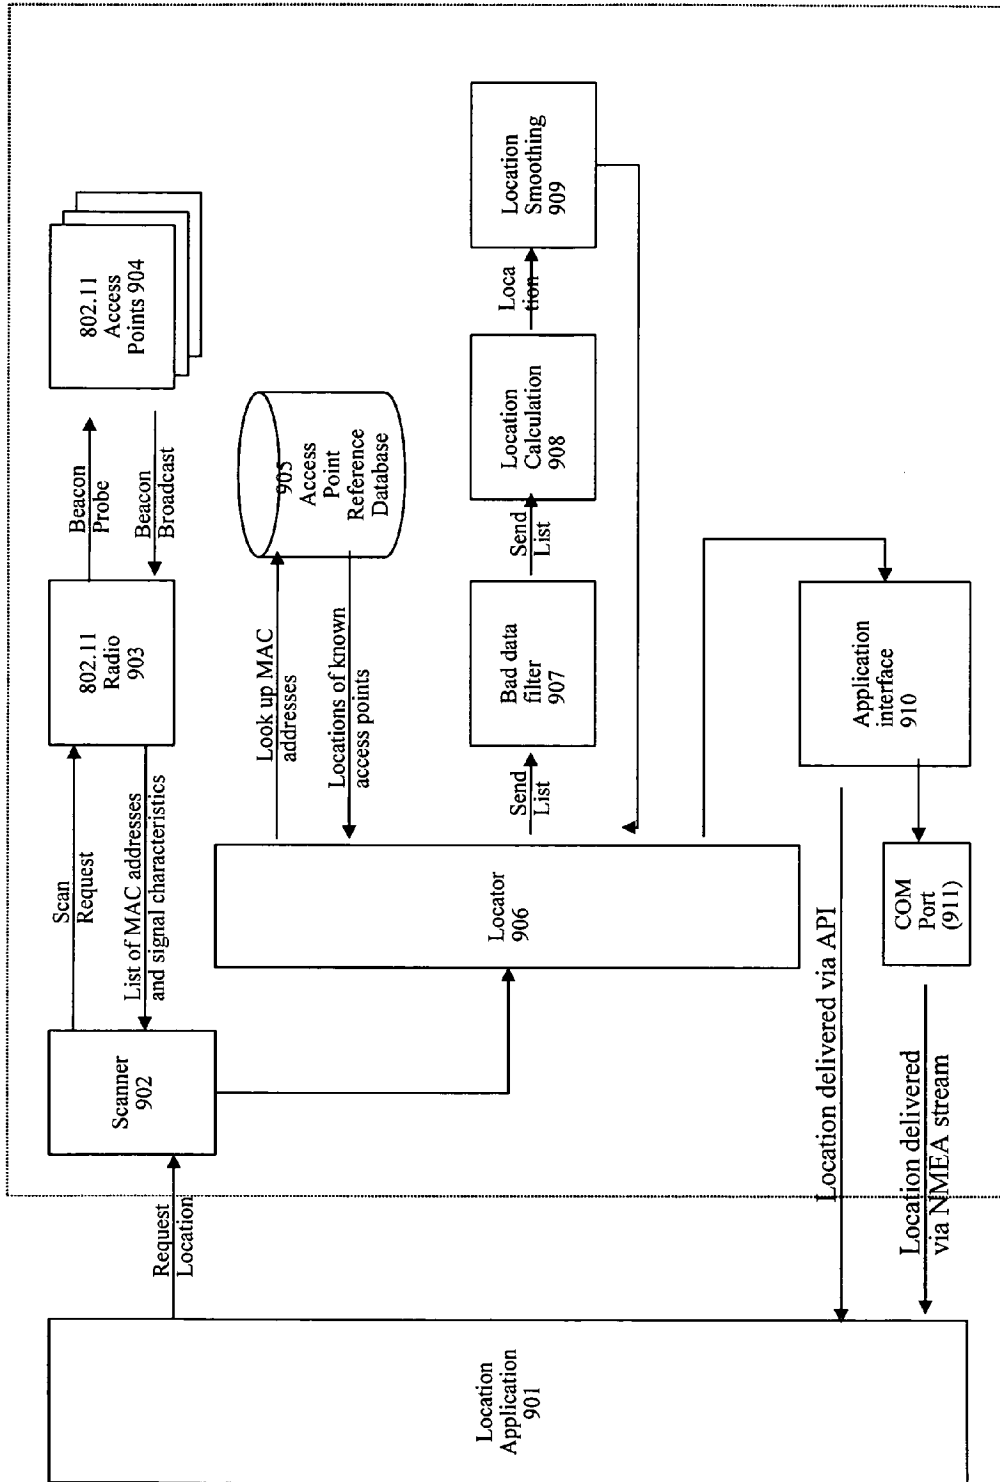 Location
Application
901
Request
Location
Scanner
902
Scan
Request
List of MAC addresses
and signal characteristics
802.11
Radio
903
Beacon
Probe
Beacon
Broadcast
802.11
Access
Points 904
Look up MAC
addresses
Locations of known
access points
905
Access
Point
Reference
Database
Locator
906
Send
List
Bad data
filter
907
Send
List
Location
Calculation
908
Loca
tion
Location
Smoothing
909
Application
interface
910
COM
Port
(911)
Location delivered via API
Location delivered
via NMEA stream